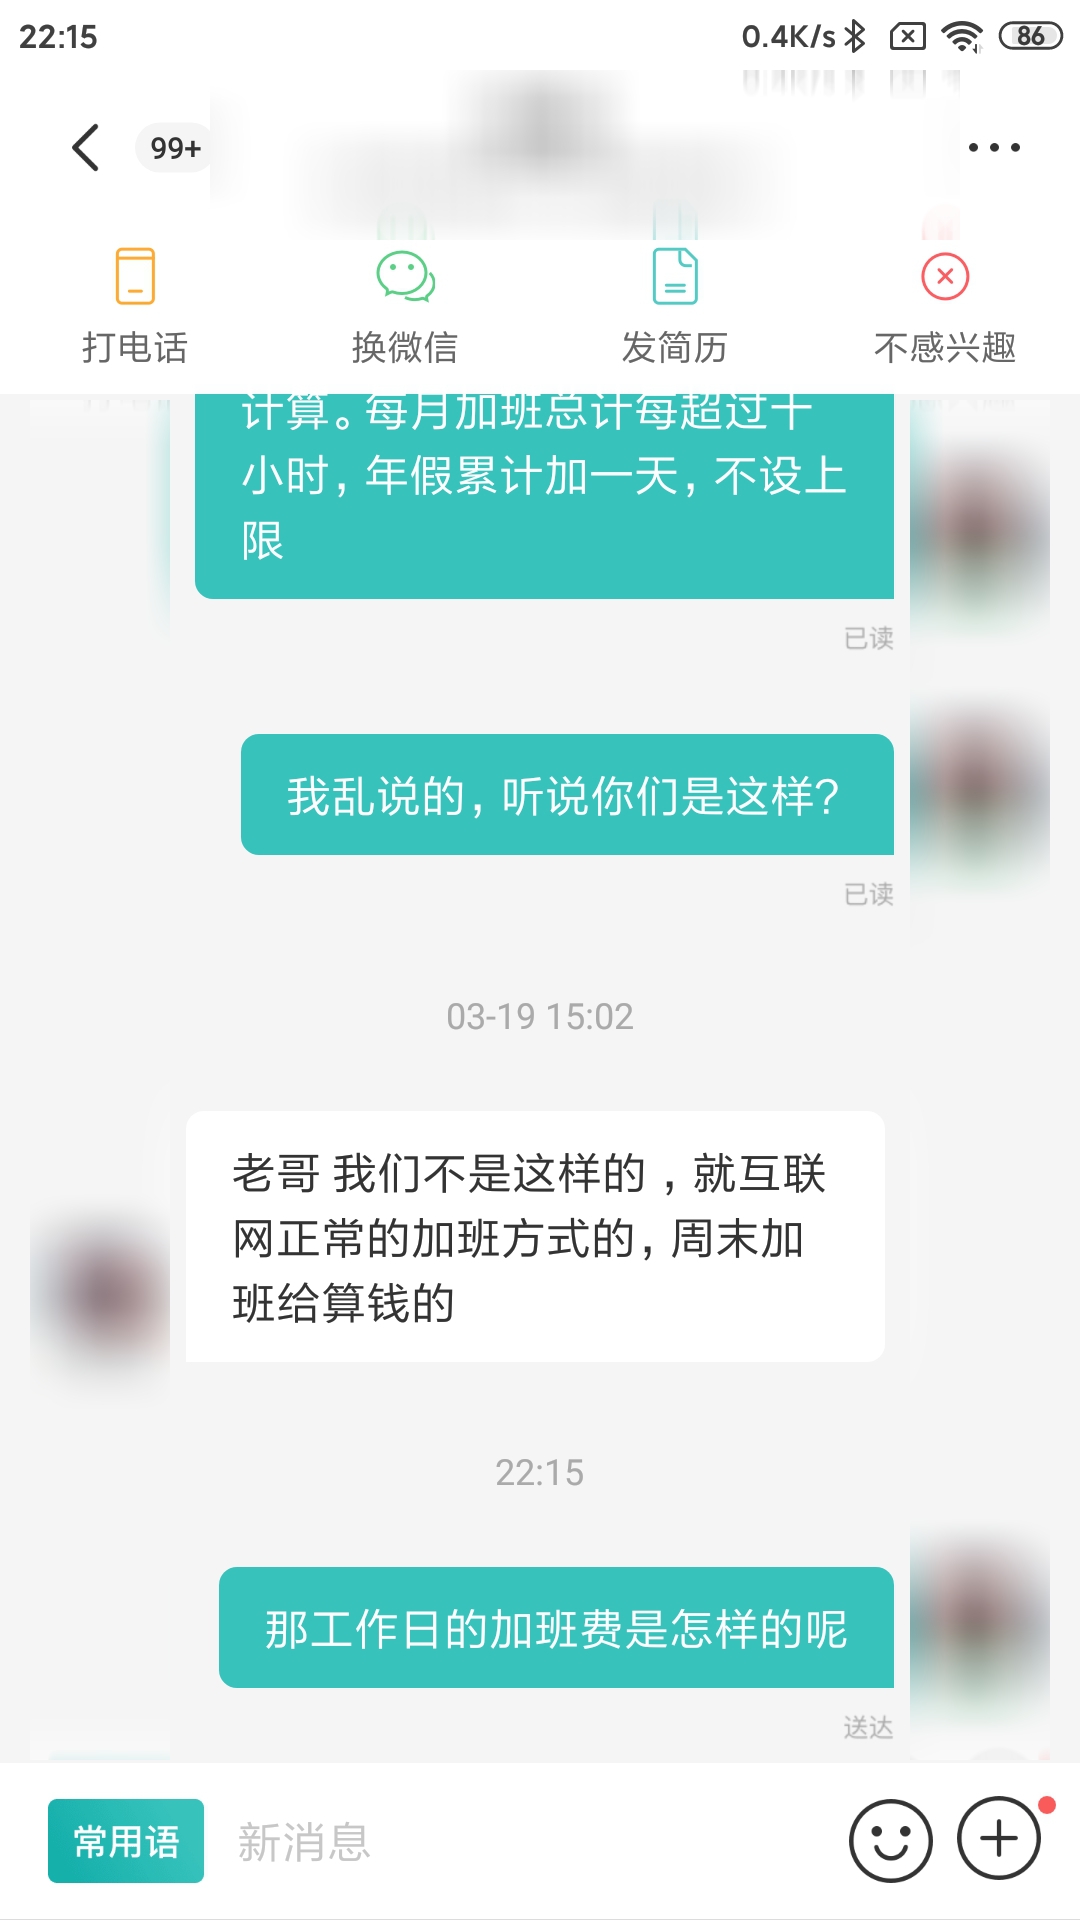 22:15
0.4K/s
86
99+
打电话
换微信
发简历
不感兴趣
计算。每月加班总计每超过十
小时，年假累计加一天，不设上
限
已读
我乱说的，听说你们是这样？
已读
03-19 15:02
老哥 我们不是这样的 ，就互联
网正常的加班方式的，周末加
班给算钱的
22:15
那工作日的加班费是怎样的呢
送达
常用语
新消息